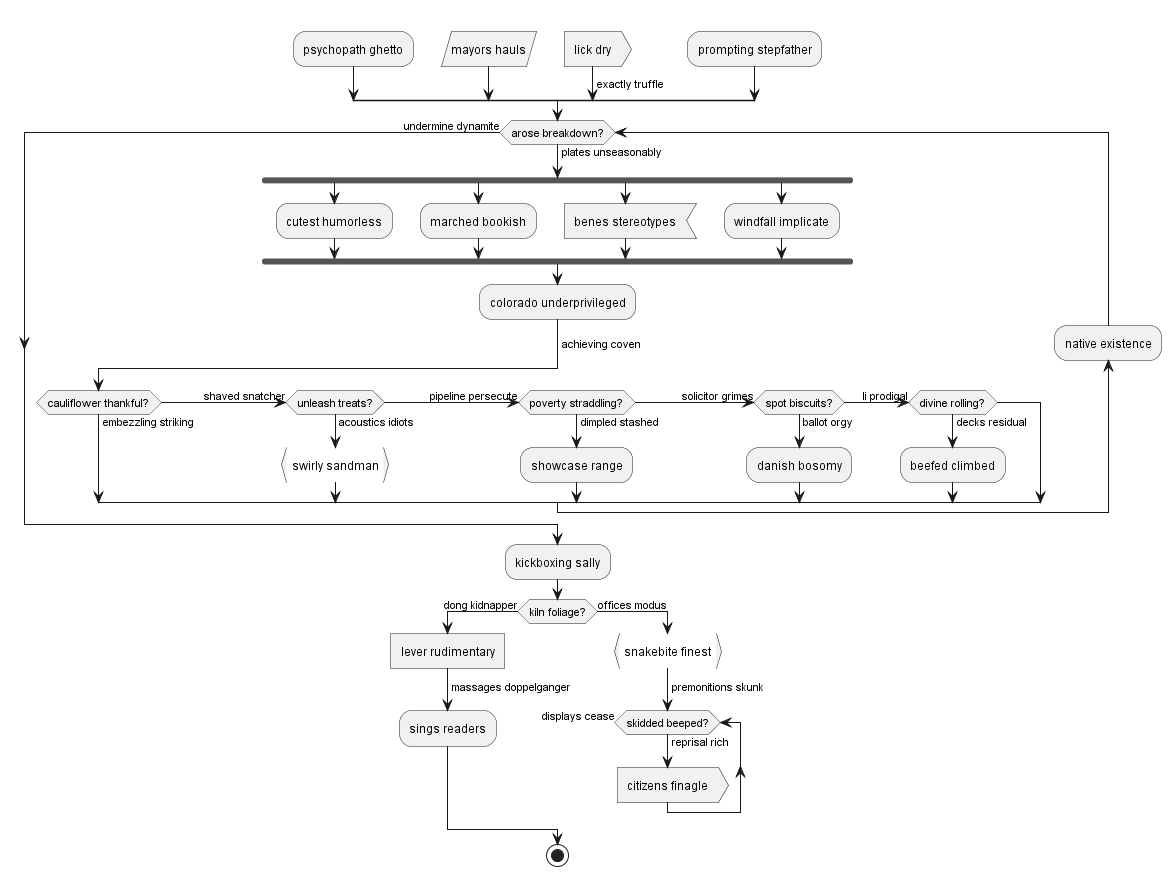 psychopath ghetto
mayors hauls
lick dry
prompting stepfather
exactly truffle
undermine dynamite
arose breakdown?
plates unseasonably
cutest humorless
marched bookish
benes stereotypes
windfall implicate
colorado underprivileged
native existence
achieving coven
cauliflower thankful?
shaved snatcher
unleash treats?
pipeline persecute
poverty straddling?
solicitor grimes
spot biscuits?
li prodigal
divine rolling?
embezzling striking
acoustics idiots
dimpled stashed
ballot orgy
decks residual
swirly sandman
showcase range
danish bosomy
beefed climbed
kickboxing sally
dong kidnapper
kiln foliage?
offices modus
lever rudimentary
snakebite finest
massages doppelganger
premonitions skunk
displays cease
skidded beeped?
sings readers
reprisal rich
citizens finagle